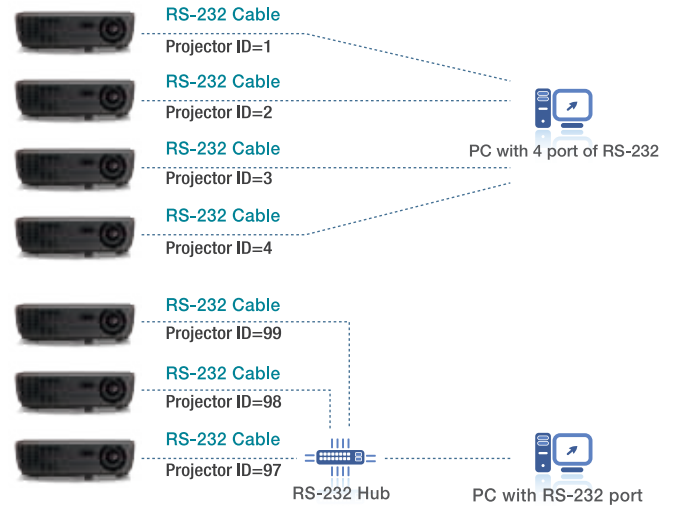 RS-232 Cable
Projector ID=1
RS-232 Cable
Projector ID=2
RS-232 Cable
Projector ID=3
RS-232 Cable
Projector ID=4
PC with 4 port of RS-232
RS-232 Cable
Projector ID=99
RS-232 Cable
Projector ID=98
RS-232 Cable
Projector ID=97
RS-232 Hub
PC with RS-232 port